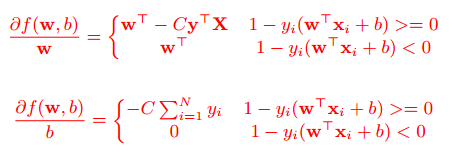 ∂f(w, b) / w = { w⊤ − Cy⊤X   1 − yᵢ(w⊤xᵢ + b) >= 0
w⊤   1 − yᵢ(w⊤xᵢ + b) < 0
∂f(w, b) / b = { −C ∑ᵢ₌₁ᴺ yᵢ   1 − yᵢ(w⊤xᵢ + b) >= 0
0   1 − yᵢ(w⊤xᵢ + b) < 0